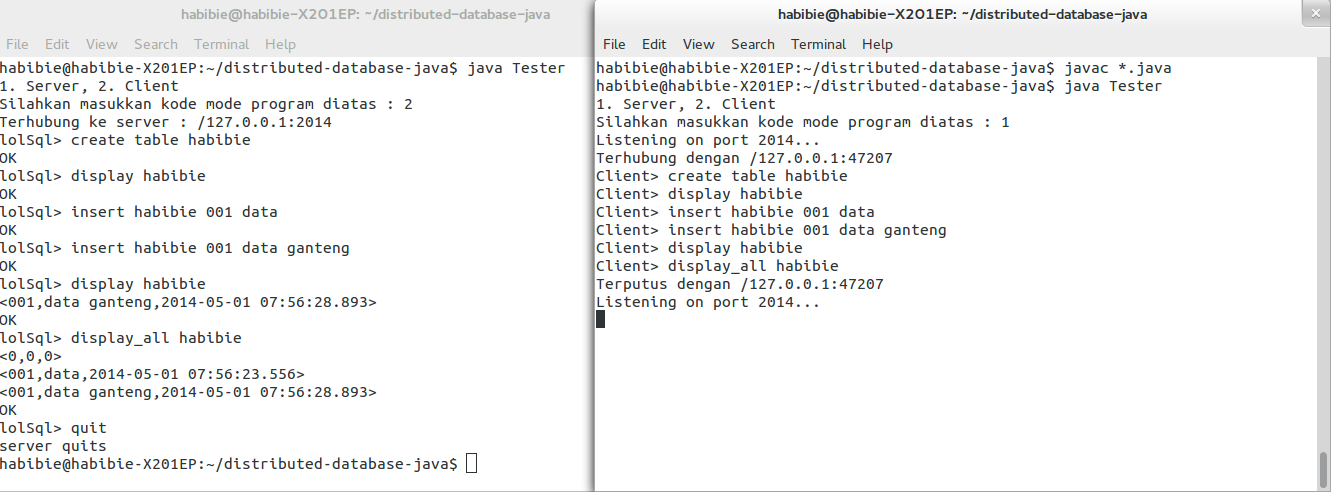 habibie@habibie-X201EP: ~/distributed-database-java
File Edit View Search Terminal Help
habibie@habibie-X201EP:~/distributed-database-java$ java Tester
1. Server, 2. Client
Silahkan masukkan kode mode program diatas : 2
Terhubung ke server : /127.0.0.1:2014
lolSql> create table habibie
OK
lolSql> display habibie
OK
lolSql> insert habibie 001 data
OK
lolSql> insert habibie 001 data ganteng
OK
lolSql> display habibie
<001,data ganteng,2014-05-01 07:56:28.893>
OK
lolSql> display_all habibie
<0,0,0>
<001,data,2014-05-01 07:56:23.556>
<001,data ganteng,2014-05-01 07:56:28.893>
OK
lolSql> quit
server quits
habibie@habibie-X201EP:~/distributed-database-java$
habibie@habibie-X201EP: ~/distributed-database-java
File Edit View Search Terminal Help
habibie@habibie-X201EP:~/distributed-database-java$ javac *.java
habibie@habibie-X201EP:~/distributed-database-java$ java Tester
1. Server, 2. Client
Silahkan masukkan kode mode program diatas : 1
Listening on port 2014...
Terhubung dengan /127.0.0.1:47207
Client> create table habibie
Client> display habibie
Client> insert habibie 001 data
Client> insert habibie 001 data ganteng
Client> display habibie
Client> display_all habibie
Terputus dengan /127.0.0.1:47207
Listening on port 2014...